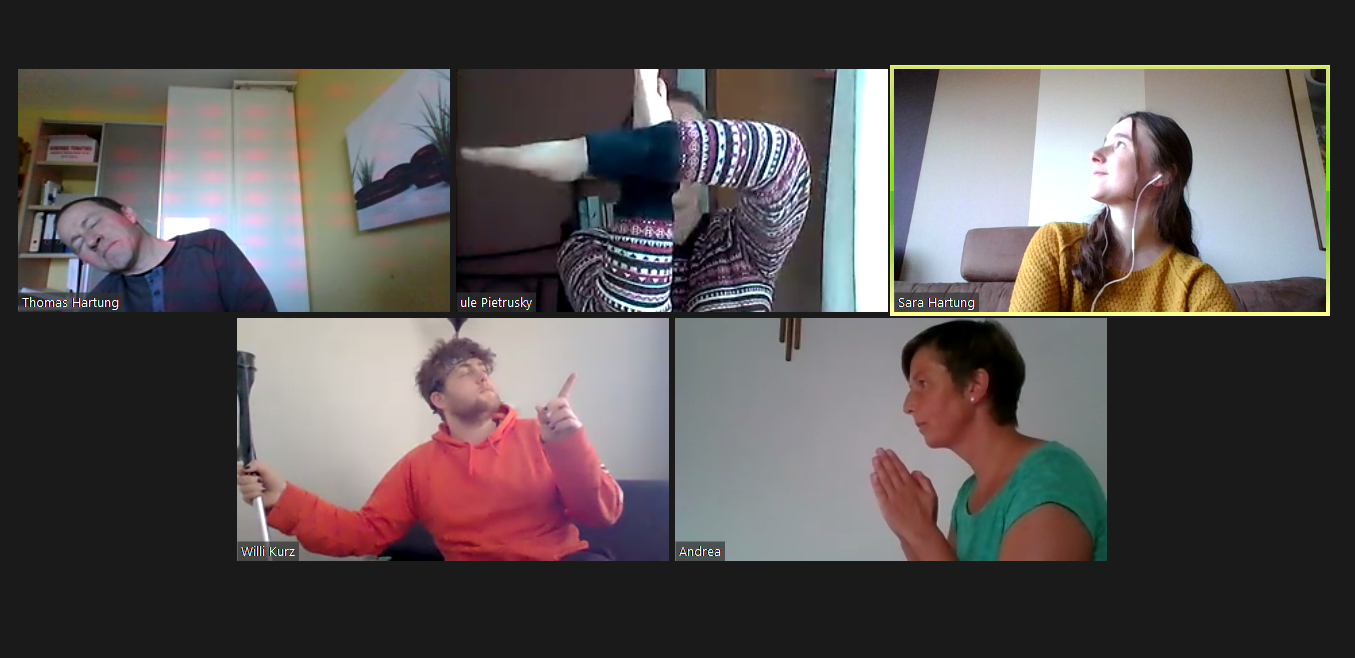 Thomas Hartung
ule Pietrusky
Sara Hartung
Willi Kurz
Andrea